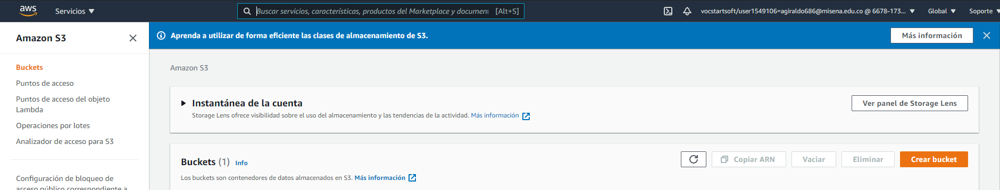 aws
Servicios
Buscar servicios, características, productos del Marketplace y document [Alt+S]
vocstartsoft/user1549106=agiraldo686@misena.edu.co @ 6678-173...
Global
Soporte
Amazon S3
Aprenda a utilizar de forma eficiente las clases de almacenamiento de S3.
Más información
Buckets
Puntos de acceso
Puntos de acceso del objeto
Lambda
Operaciones por lotes
Analizador de acceso para S3
Configuración de bloqueo de
acceso público correspondiente a
Amazon S3
Instantánea de la cuenta
Storage Lens ofrece visibilidad sobre el uso del almacenamiento y las tendencias de la actividad. Más información
Ver panel de Storage Lens
Buckets (1) Info
Los buckets son contenedores de datos almacenados en S3. Más información
Copiar ARN
Vaciar
Eliminar
Crear bucket